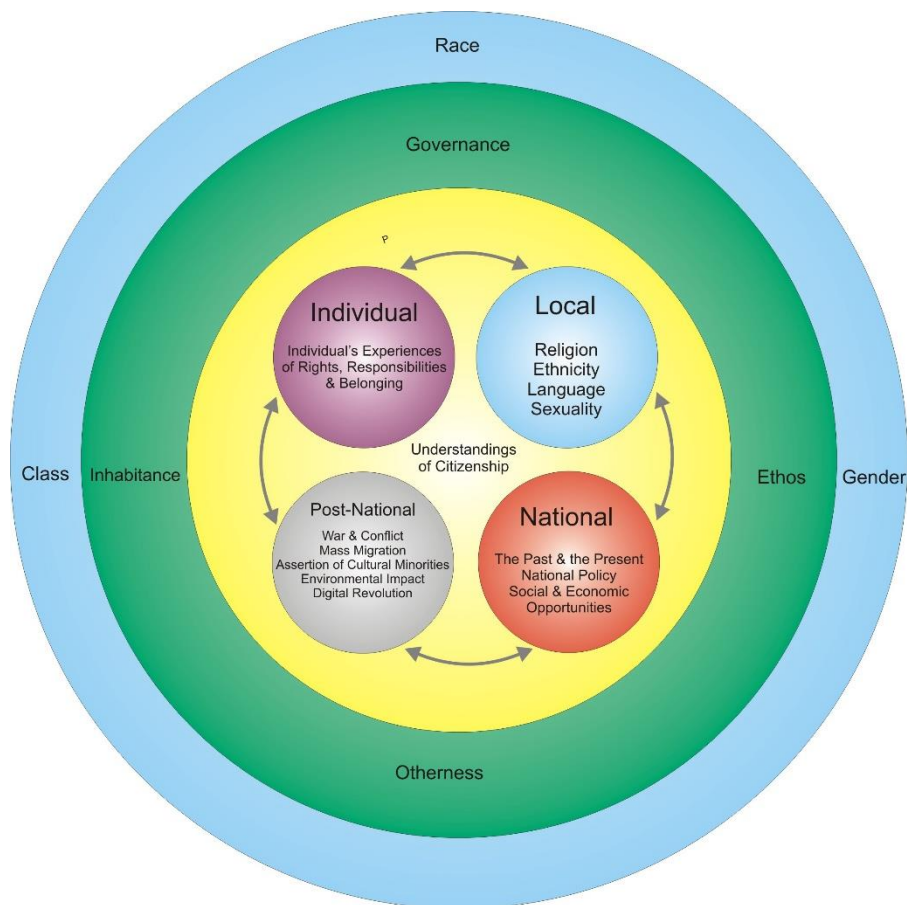 Race
Governance
P
Individual
Individual's Experiences
of Rights, Responsibilities
& Belonging
Local
Religion
Ethnicity
Language
Sexuality
Understandings
of Citizenship
Class
Inhabitance
Ethos
Gender
Post-National
War & Conflict
Mass Migration
Assertion of Cultural Minorities
Environmental Impact
Digital Revolution
National
The Past & the Present
National Policy
Social & Economic
Opportunities
Otherness